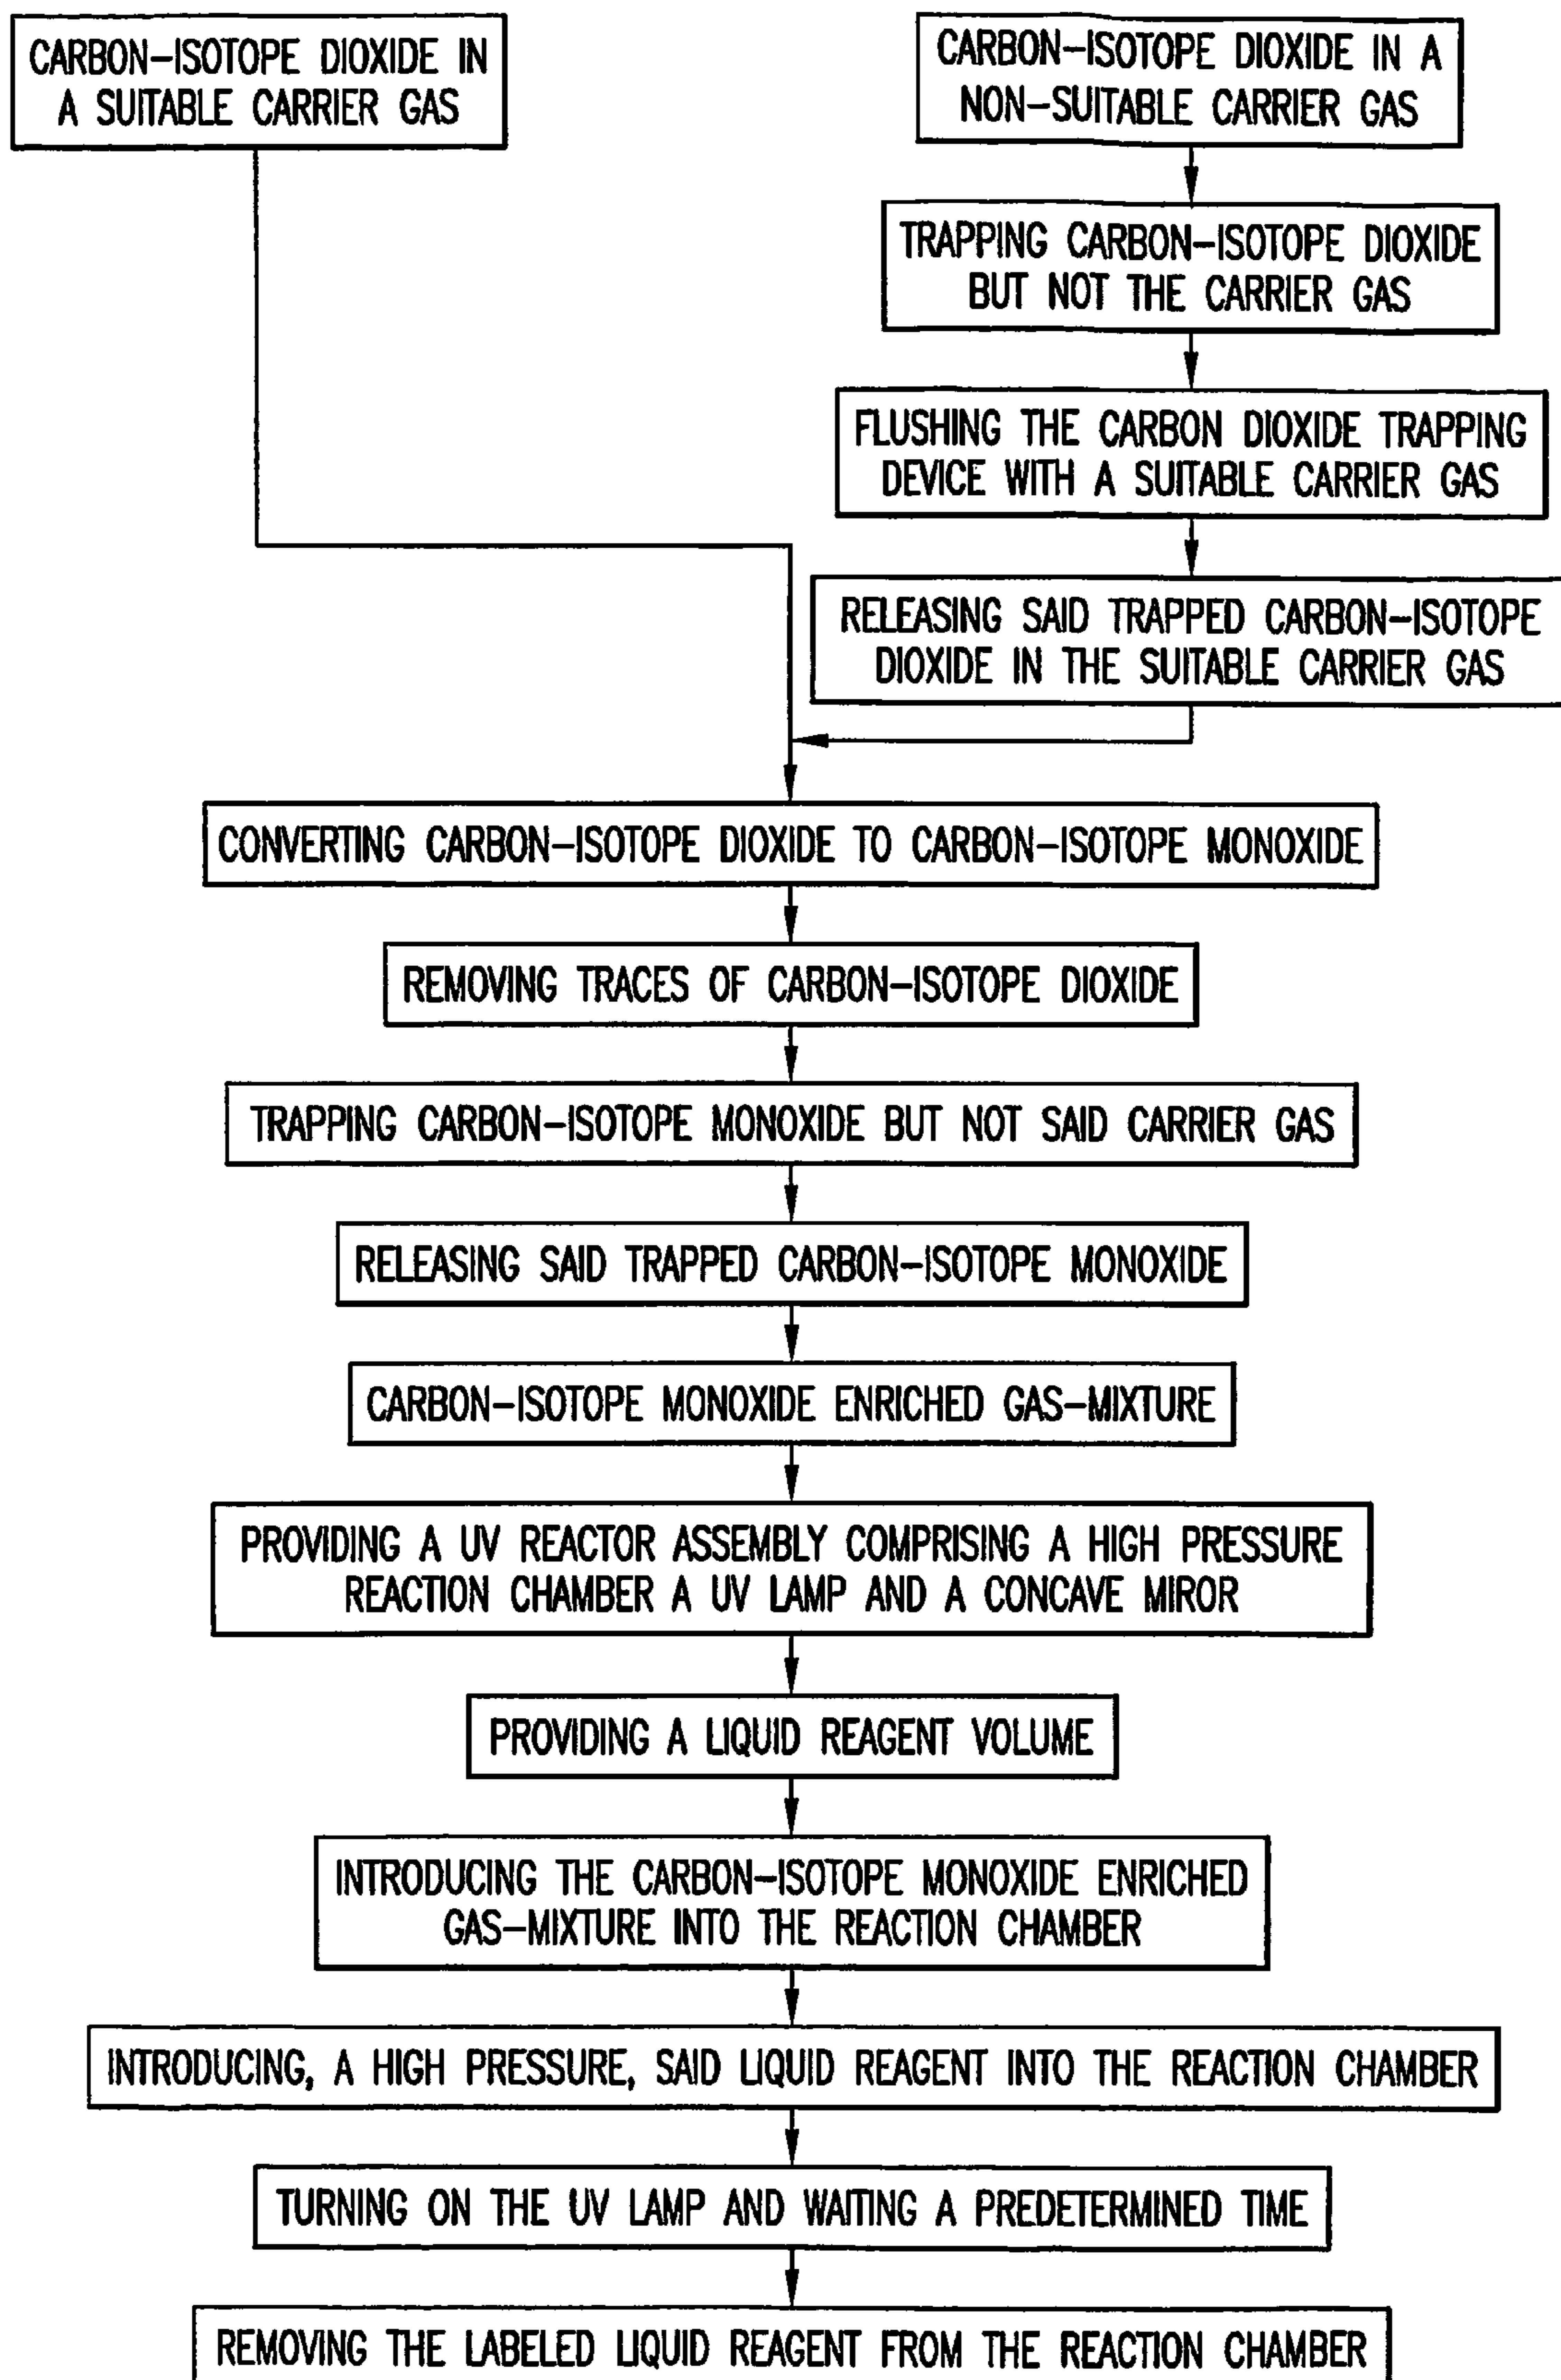 CARBON-ISOTOPE DIOXIDE IN
A SUITABLE CARRIER GAS
CARBON-ISOTOPE DIOXIDE IN A
NON-SUITABLE CARRIER GAS
TRAPPING CARBON-ISOTOPE DIOXIDE
BUT NOT THE CARRIER GAS
FLUSHING THE CARBON DIOXIDE TRAPPING
DEVICE WITH A SUITABLE CARRIER GAS
RELEASING SAID TRAPPED CARBON-ISOTOPE
DIOXIDE IN THE SUITABLE CARRIER GAS
CONVERTING CARBON-ISOTOPE DIOXIDE TO CARBON-ISOTOPE MONOXIDE
REMOVING TRACES OF CARBON-ISOTOPE DIOXIDE
TRAPPING CARBON-ISOTOPE MONOXIDE BUT NOT SAID CARRIER GAS
RELEASING SAID TRAPPED CARBON-ISOTOPE MONOXIDE
CARBON-ISOTOPE MONOXIDE ENRICHED GAS-MIXTURE
PROVIDING A UV REACTOR ASSEMBLY COMPRISING A HIGH PRESSURE
REACTION CHAMBER A UV LAMP AND A CONCAVE MIROR
PROVIDING A LIQUID REAGENT VOLUME
INTRODUCING THE CARBON-ISOTOPE MONOXIDE ENRICHED
GAS-MIXTURE INTO THE REACTION CHAMBER
INTRODUCING, A HIGH PRESSURE, SAID LIQUID REAGENT INTO THE REACTION CHAMBER
TURNING ON THE UV LAMP AND WAITING A PREDETERMINED TIME
REMOVING THE LABELED LIQUID REAGENT FROM THE REACTION CHAMBER